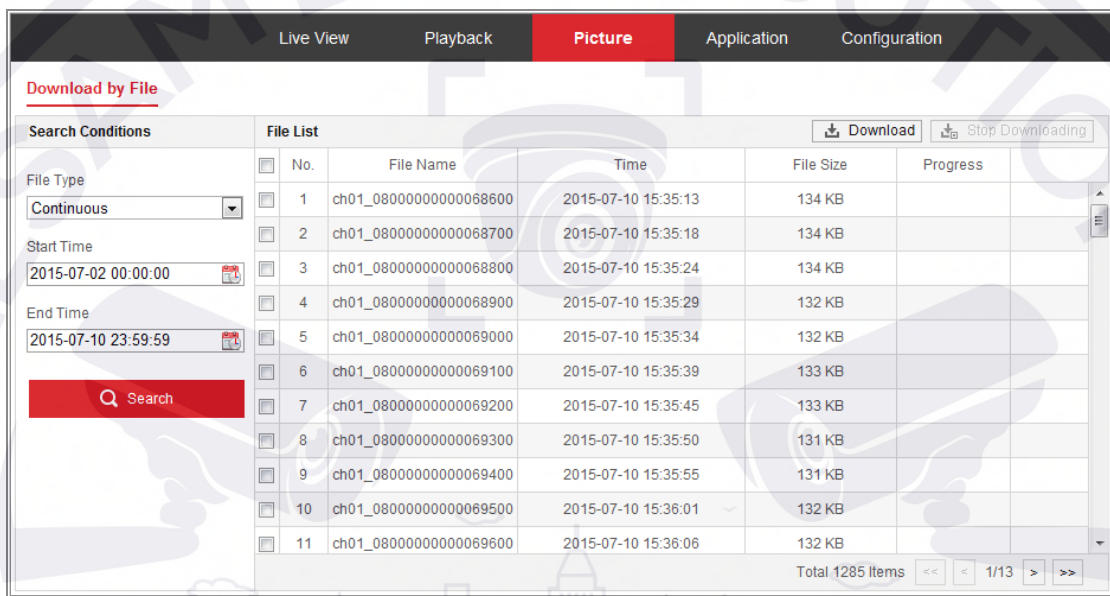 Live View Playback Picture Application Configuration
Download by File
Search Conditions
File Type
Continuous
Start Time
2015-07-02 00:00:00
End Time
2015-07-10 23:59:59
Search
File List Download Stop Downloading
No. File Name Time File Size Progress
1 ch01_08000000000068600 2015-07-10 15:35:13 134 KB
2 ch01_08000000000068700 2015-07-10 15:35:18 134 KB
3 ch01_08000000000068800 2015-07-10 15:35:24 134 KB
4 ch01_08000000000068900 2015-07-10 15:35:29 132 KB
5 ch01_08000000000069000 2015-07-10 15:35:34 132 KB
6 ch01_08000000000069100 2015-07-10 15:35:39 133 KB
7 ch01_08000000000069200 2015-07-10 15:35:45 133 KB
8 ch01_08000000000069300 2015-07-10 15:35:50 131 KB
9 ch01_08000000000069400 2015-07-10 15:35:55 131 KB
10 ch01_08000000000069500 2015-07-10 15:36:01 132 KB
11 ch01_08000000000069600 2015-07-10 15:36:06 132 KB
Total 1285 Items << < 1/13 > >>